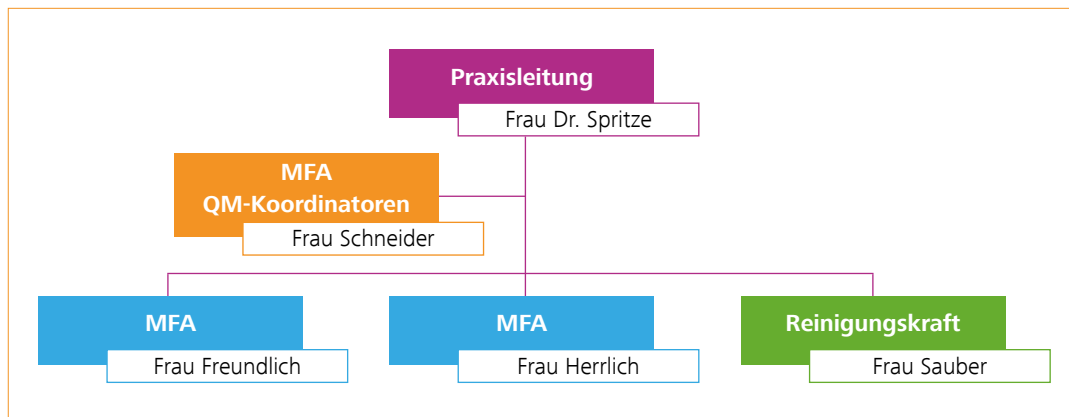 Praxisleitung
Frau Dr. Spritze
MFA
QM-Koordinatoren
Frau Schneider
MFA
Frau Freundlich
MFA
Frau Herrlich
Reinigungskraft
Frau Sauber